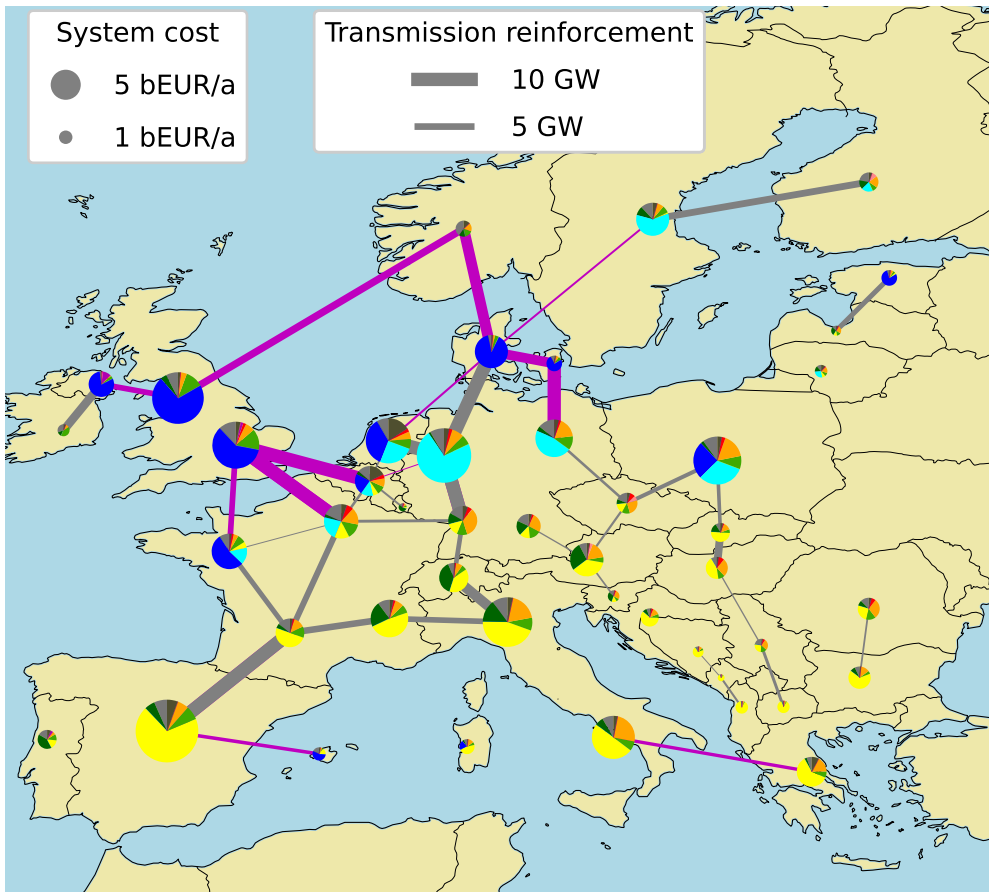 System cost
5 bEUR/a
1 bEUR/a
Transmission reinforcement
10 GW
5 GW